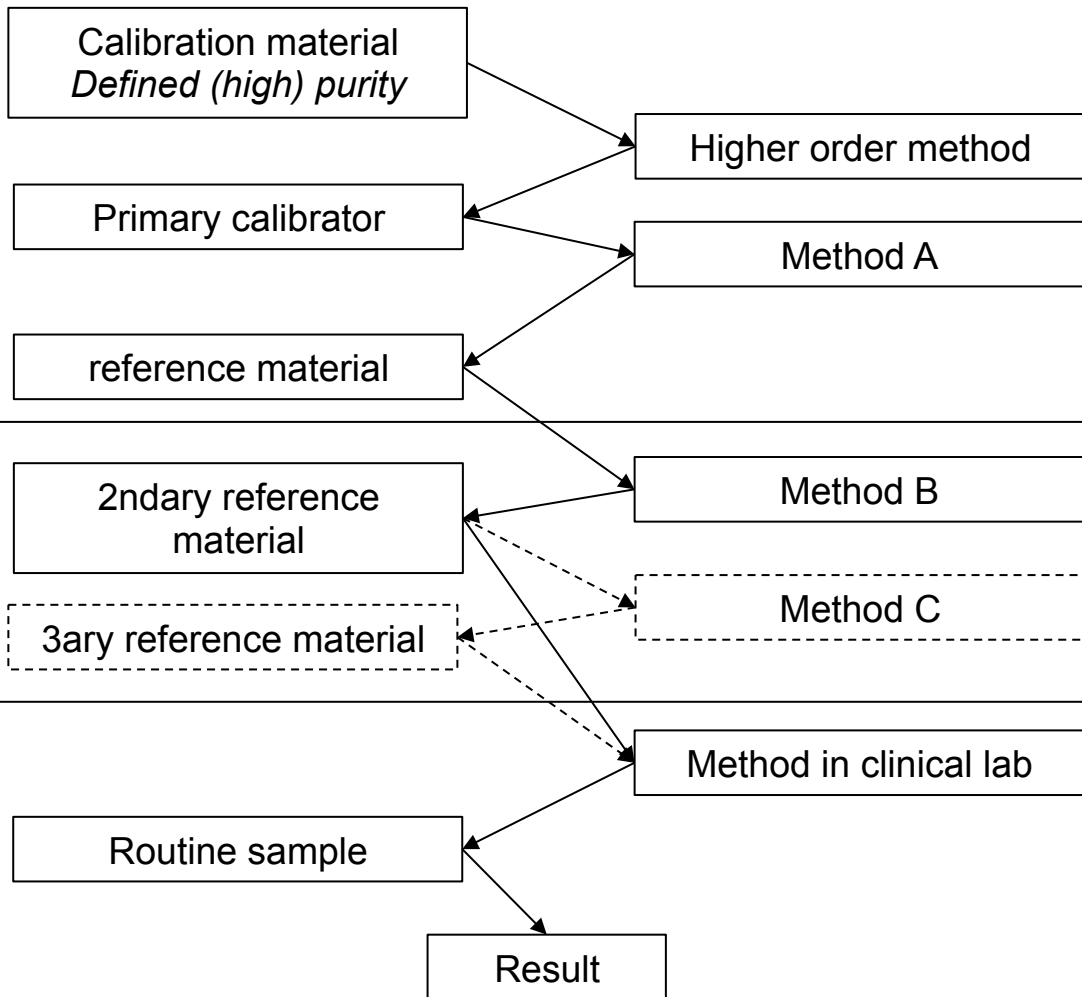 Calibration material
Defined (high) purity
Higher order method
Primary calibrator
Method A
reference material
Method B
2ndary reference
material
Method C
3ary reference material
Method in clinical lab
Routine sample
Result